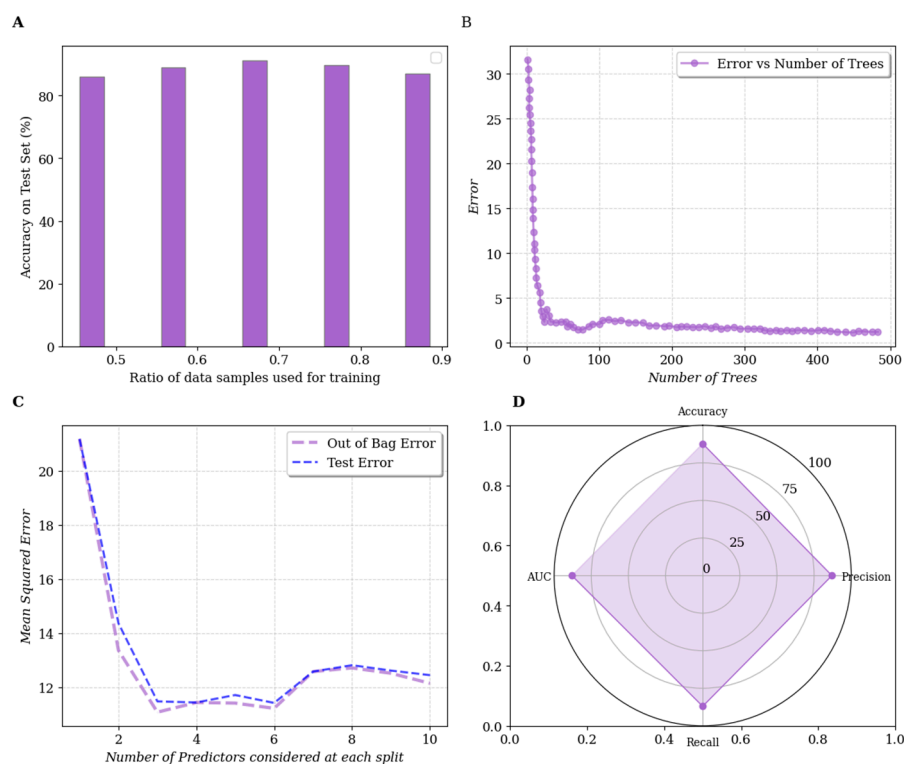 A
Accuracy on Test Set (%)
80
60
40
20
0
0.5 0.6 0.7 0.8 0.9
Ratio of data samples used for training
B
Error vs Number of Trees
Error
30
25
20
15
10
5
0
0 100 200 300 400 500
Number of Trees
C
Out of Bag Error
Test Error
Mean Squared Error
20
18
16
14
12
2 4 6 8 10
Number of Predictors considered at each split
D
Accuracy
1.0
0.8
0.6
0.4
0.2
0.0
100
75
50
25
0
AUC
Precision
Recall
0.0 0.2 0.4 0.6 0.8 1.0